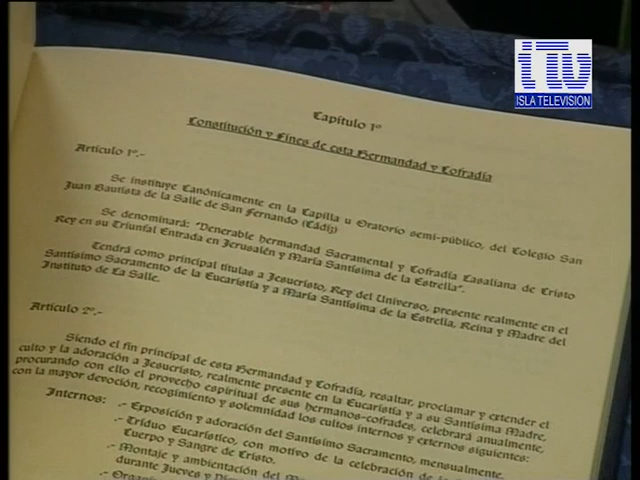 iTv
ISLA TELEVISION
Capítulo 1º
Constitución y Fines de esta Hermandad y Cofradía
Artículo 1º.-
Se instituye Canónicamente en la Capilla u Oratorio semi-público, del Colegio San
Juan Bautista de la Salle de San Fernando (Cádiz)
Se denominará: "Venerable hermandad Sacramental y Cofradía Lasaliana de Cristo
Rey en su Triunfal Entrada en Jerusalén y María Santísima de la Estrella".
Tendrá como principal titulas a Jesucristo, Rey del Universo, presente realmente en el
Santísimo Sacramento de la Eucaristía y a María Santísima de la Estrella, Reina y Madre del
Instituto de La Salle.
Artículo 2º.-
Siendo el fin principal de esta Hermandad y Cofradía, resaltar, proclamar y extender el
culto y la adoración a Jesucristo, realmente presente en la Eucaristía y a su Santísima Madre,
procurando con ello el provecho espiritual de sus hermanos-cofrades, celebrará anualmente,
con la mayor devoción, recogimiento y solemnidad los cultos internos y externos siguientes:
Internos: .- Exposición y adoración del Santísimo Sacramento, mensualmente.
.- Tríduo Eucarístico, con motivo de la celebración de la
Cuerpo y Sangre de Cristo.
.- Montaje y ambientación del
durante Jueves y